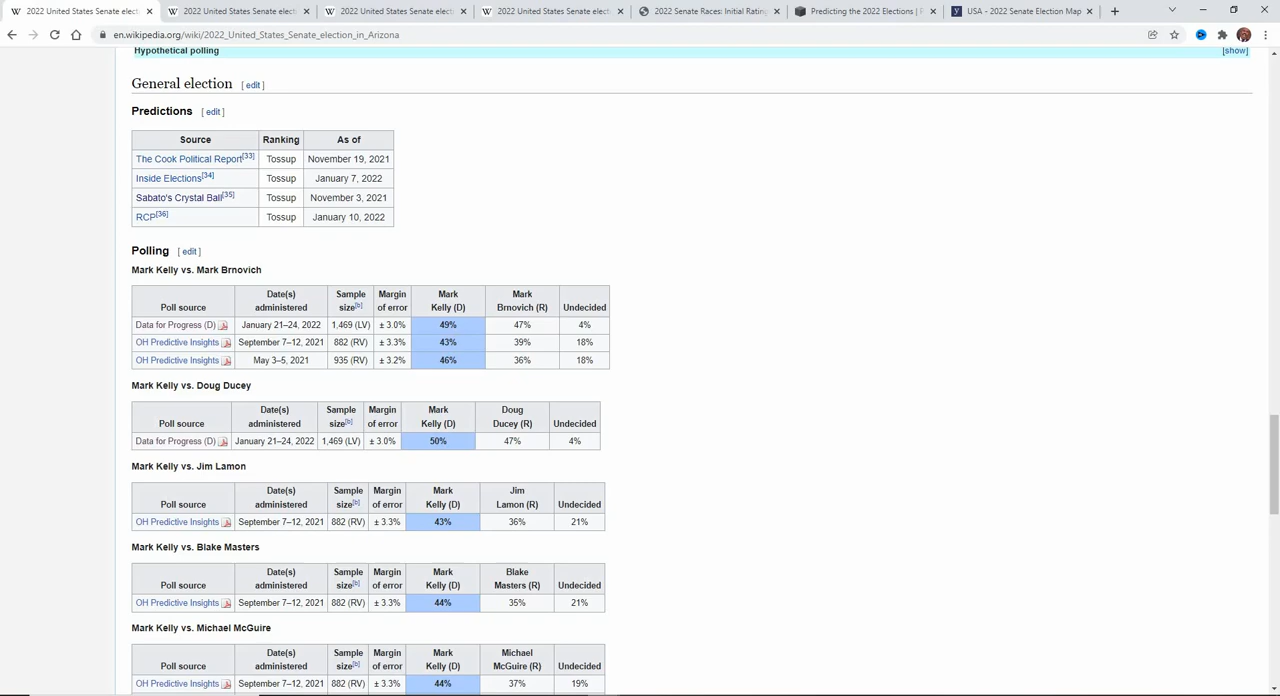 2022 United States Senate election
2022 United States Senate electi
2022 United States Senate electi
2022 United States Senate electi
2022 Senate Races: Initial Rating
Predicting the 2022 Elections | F
USA - 2022 Senate Election Map
en.wikipedia.org/wiki/2022_United_States_Senate_election_in_Arizona
Hypothetical polling [show]
General election [ edit ]
Predictions [ edit ]
Source Ranking As of
The Cook Political Report[33] Tossup November 19, 2021
Inside Elections[34] Tossup January 7, 2022
Sabato's Crystal Ball[35] Tossup November 3, 2021
RCP[36] Tossup January 10, 2022
Polling [ edit ]
Mark Kelly vs. Mark Brnovich
Poll source Date(s) administered Sample size[b] Margin of error Mark Kelly (D) Mark Brnovich (R) Undecided
Data for Progress (D) January 21–24, 2022 1,469 (LV) ± 3.0% 49% 47% 4%
OH Predictive Insights September 7–12, 2021 882 (RV) ± 3.3% 43% 39% 18%
OH Predictive Insights May 3–5, 2021 935 (RV) ± 3.2% 46% 36% 18%
Mark Kelly vs. Doug Ducey
Poll source Date(s) administered Sample size[b] Margin of error Mark Kelly (D) Doug Ducey (R) Undecided
Data for Progress (D) January 21–24, 2022 1,469 (LV) ± 3.0% 50% 47% 4%
Mark Kelly vs. Jim Lamon
Poll source Date(s) administered Sample size[b] Margin of error Mark Kelly (D) Jim Lamon (R) Undecided
OH Predictive Insights September 7–12, 2021 882 (RV) ± 3.3% 43% 36% 21%
Mark Kelly vs. Blake Masters
Poll source Date(s) administered Sample size[b] Margin of error Mark Kelly (D) Blake Masters (R) Undecided
OH Predictive Insights September 7–12, 2021 882 (RV) ± 3.3% 44% 35% 21%
Mark Kelly vs. Michael McGuire
Poll source Date(s) administered Sample size[b] Margin of error Mark Kelly (D) Michael McGuire (R) Undecided
OH Predictive Insights September 7–12, 2021 882 (RV) ± 3.3% 44% 37% 19%